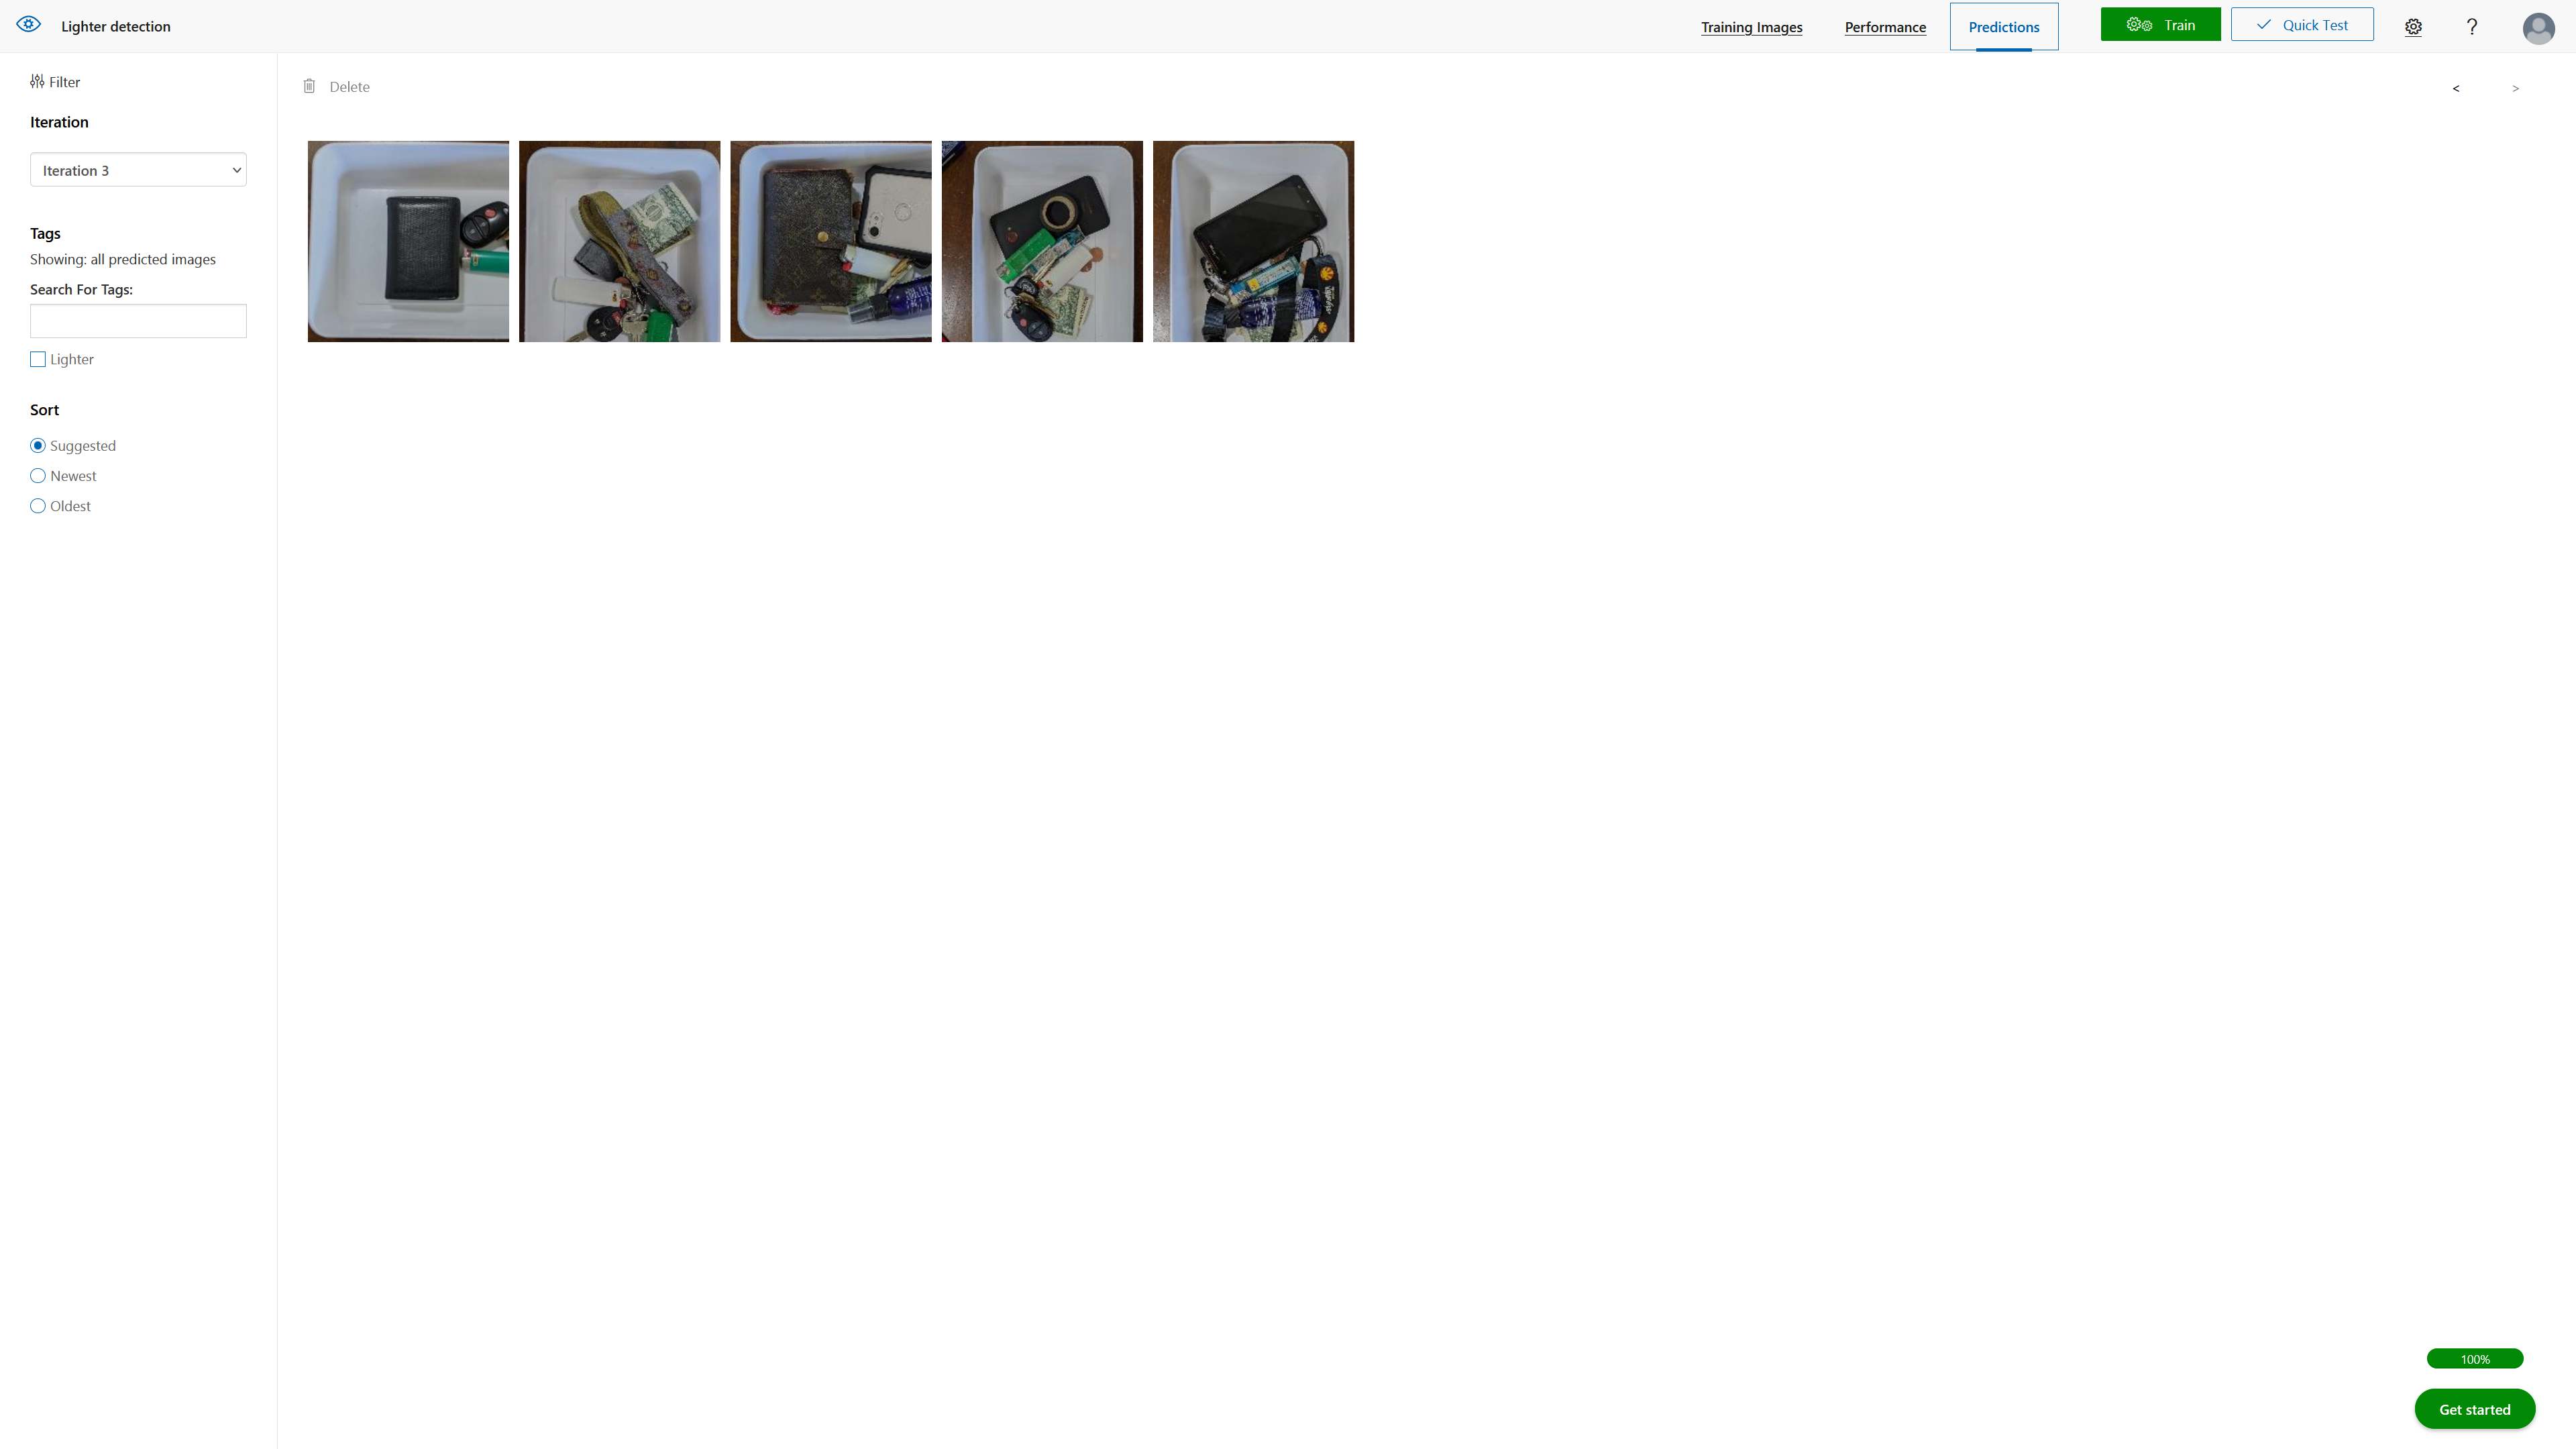 Lighter detection
Training Images
Performance
Predictions
Train
Quick Test
?
Filter
Delete
<
>
Iteration
Iteration 3
Tags
Showing: all predicted images
Search For Tags:
Lighter
Sort
Suggested
Newest
Oldest
100%
Get started